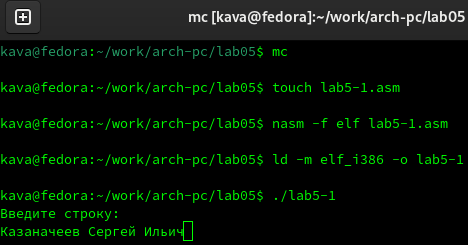 mc [kava@fedora]:~/work/arch-pc/lab05
kava@fedora:~/work/arch-pc/lab05$ mc
kava@fedora:~/work/arch-pc/lab05$ touch lab5-1.asm
kava@fedora:~/work/arch-pc/lab05$ nasm -f elf lab5-1.asm
kava@fedora:~/work/arch-pc/lab05$ ld -m elf_i386 -o lab5-1
kava@fedora:~/work/arch-pc/lab05$ ./lab5-1
Введите строку:
Казаначеев Сергей Ильич